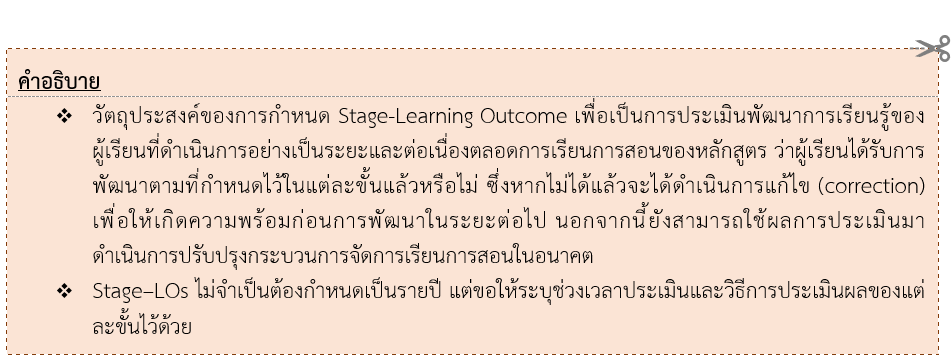 คำอธิบาย
❖ วัตถุประสงค์ของการกำหนด Stage-Learning Outcome เพื่อเป็นการประเมินพัฒนาการเรียนรู้ของ
ผู้เรียนที่ดำเนินการอย่างเป็นระยะและต่อเนื่องตลอดการเรียนการสอนของหลักสูตร ว่าผู้เรียนได้รับการ
พัฒนาตามที่กำหนดไว้ในแต่ละขั้นแล้วหรือไม่ ซึ่งหากไม่ได้แล้วจะได้ดำเนินการแก้ไข (correction)
เพื่อให้เกิดความพร้อมก่อนการพัฒนาในระยะต่อไป นอกจากนี้ยังสามารถใช้ผลการประเมินมา
ดำเนินการปรับปรุงกระบวนการจัดการเรียนการสอนในอนาคต
❖ Stage–LOs ไม่จำเป็นต้องกำหนดเป็นรายปี แต่ขอให้ระบุช่วงเวลาประเมินและวิธีการประเมินผลของแต่
ละขั้นไว้ด้วย